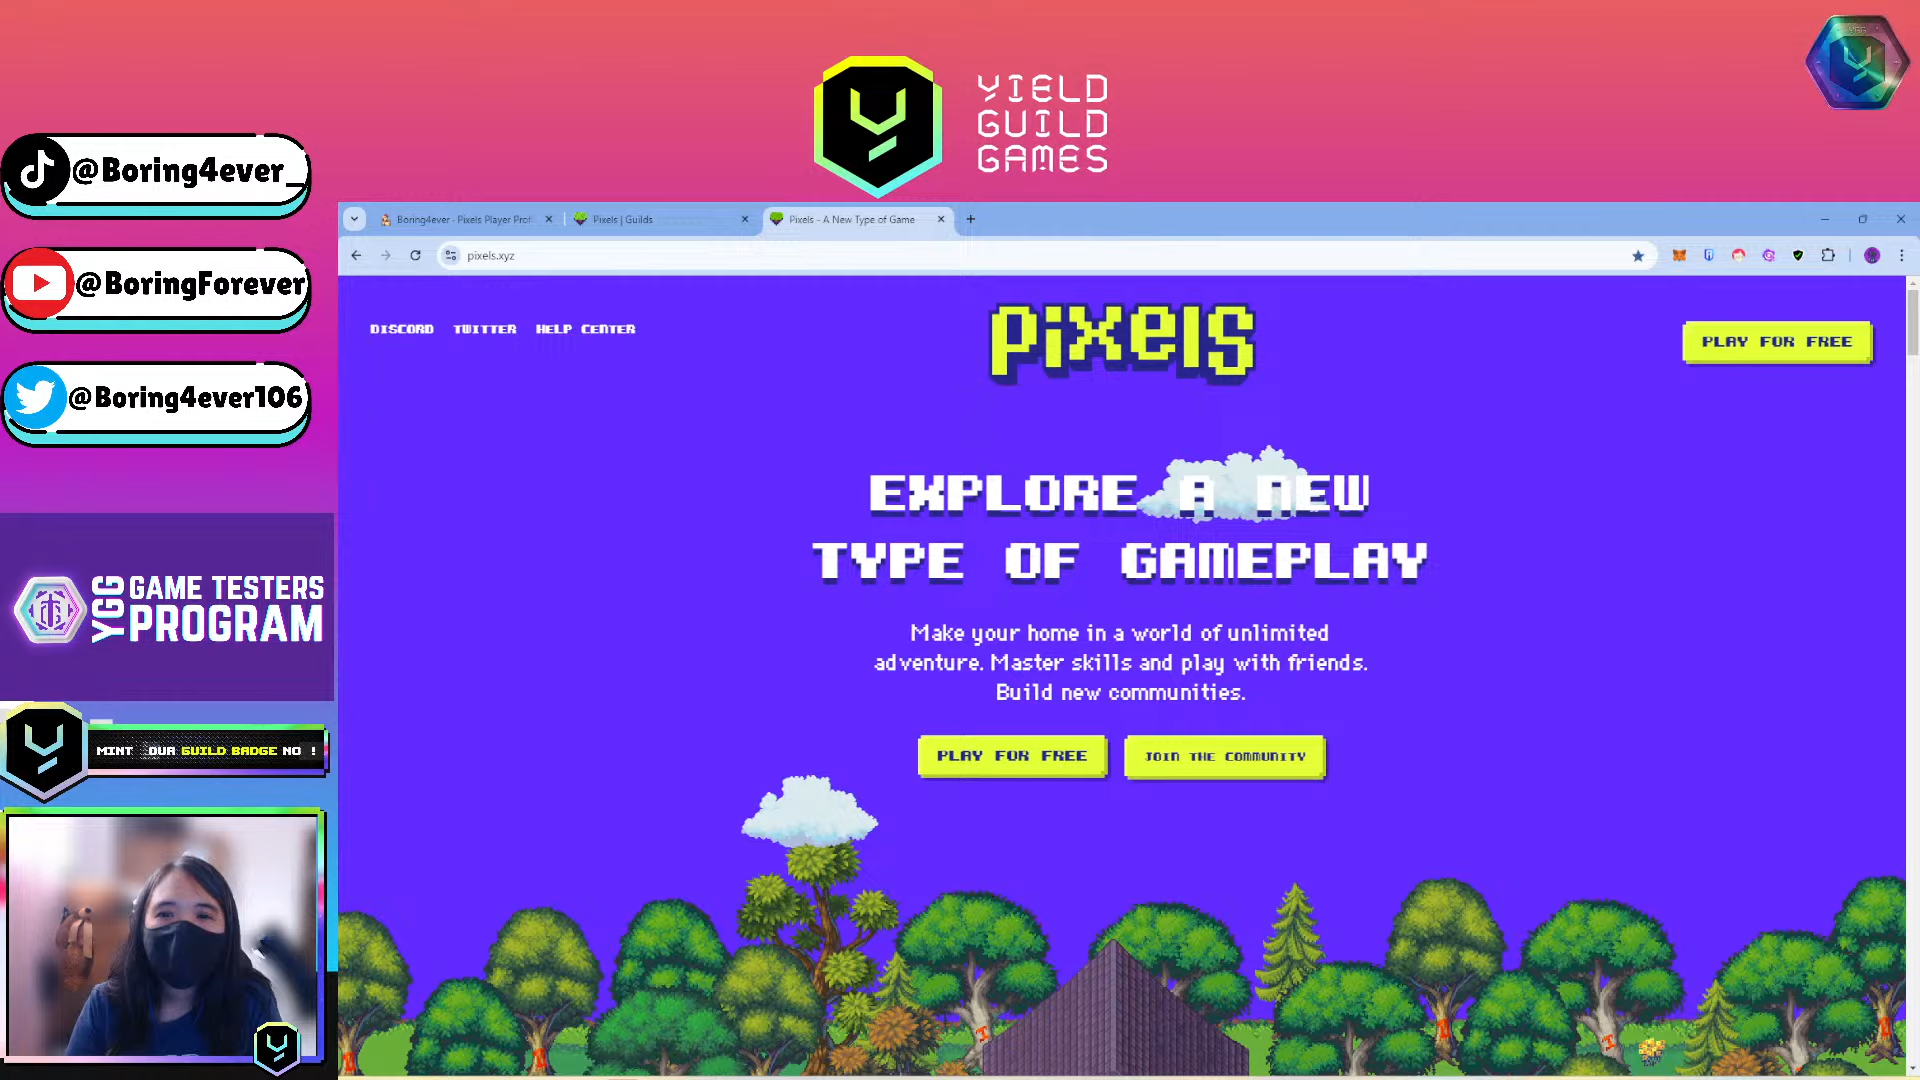 YIELD
GUILD
GAMES
@Boring4ever_
@BoringForever
@Boring4ever106
YGG GAME TESTERS
PROGRAM
MINT OUR GUILD BADGE NO !
Boring4ever - Pixels Player Prof
Pixels | Guilds
Pixels - A New Type of Game
pixels.xyz
DISCORD TWITTER HELP CENTER
pixels
PLAY FOR FREE
EXPLORE A NEW
TYPE OF GAMEPLAY
Make your home in a world of unlimited
adventure. Master skills and play with friends.
Build new communities.
PLAY FOR FREE
JOIN THE COMMUNITY